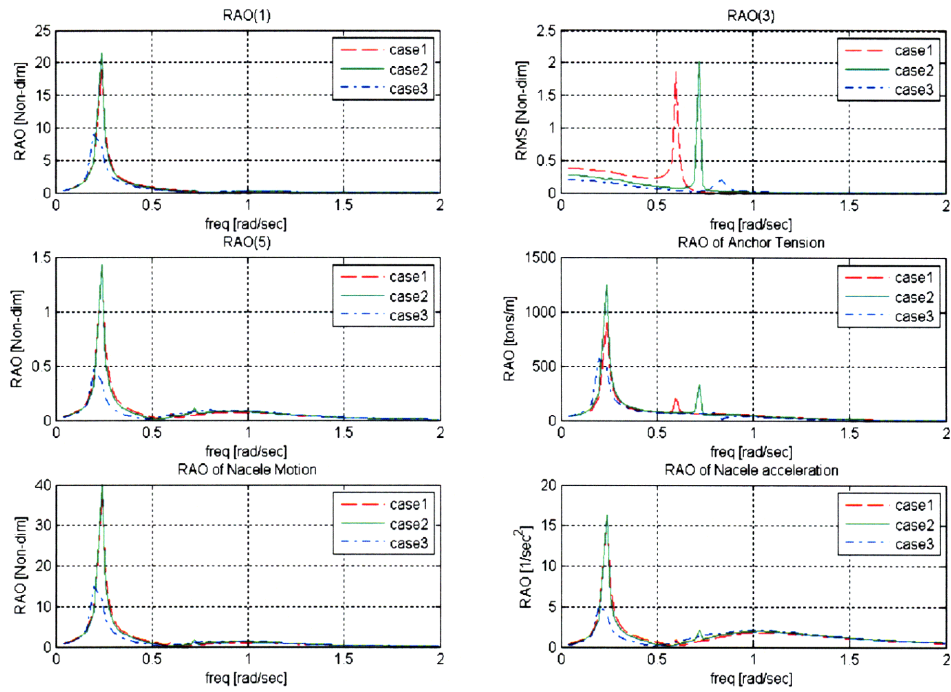 RAO(1)
RAO [Non-dim]
25
20
15
10
5
0
0 0.5 1 1.5 2
freq [rad/sec]
case1
case2
case3
RAO(3)
RMS [Non-dim]
2.5
2
1.5
1
0.5
0
0 0.5 1 1.5 2
freq [rad/sec]
case1
case2
case3
RAO(5)
RAO [Non-dim]
1.5
1
0.5
0
0 0.5 1 1.5 2
freq [rad/sec]
case1
case2
case3
RAO of Anchor Tension
RAO [tons/m]
1500
1000
500
0
0 0.5 1 1.5 2
freq [rad/sec]
case1
case2
case3
RAO of Nacele Motion
RAO [Non-dim]
40
30
20
10
0
0 0.5 1 1.5 2
freq [rad/sec]
case1
case2
case3
RAO of Nacele acceleration
RAO [1/sec²]
20
15
10
5
0
0 0.5 1 1.5 2
freq [rad/sec]
case1
case2
case3